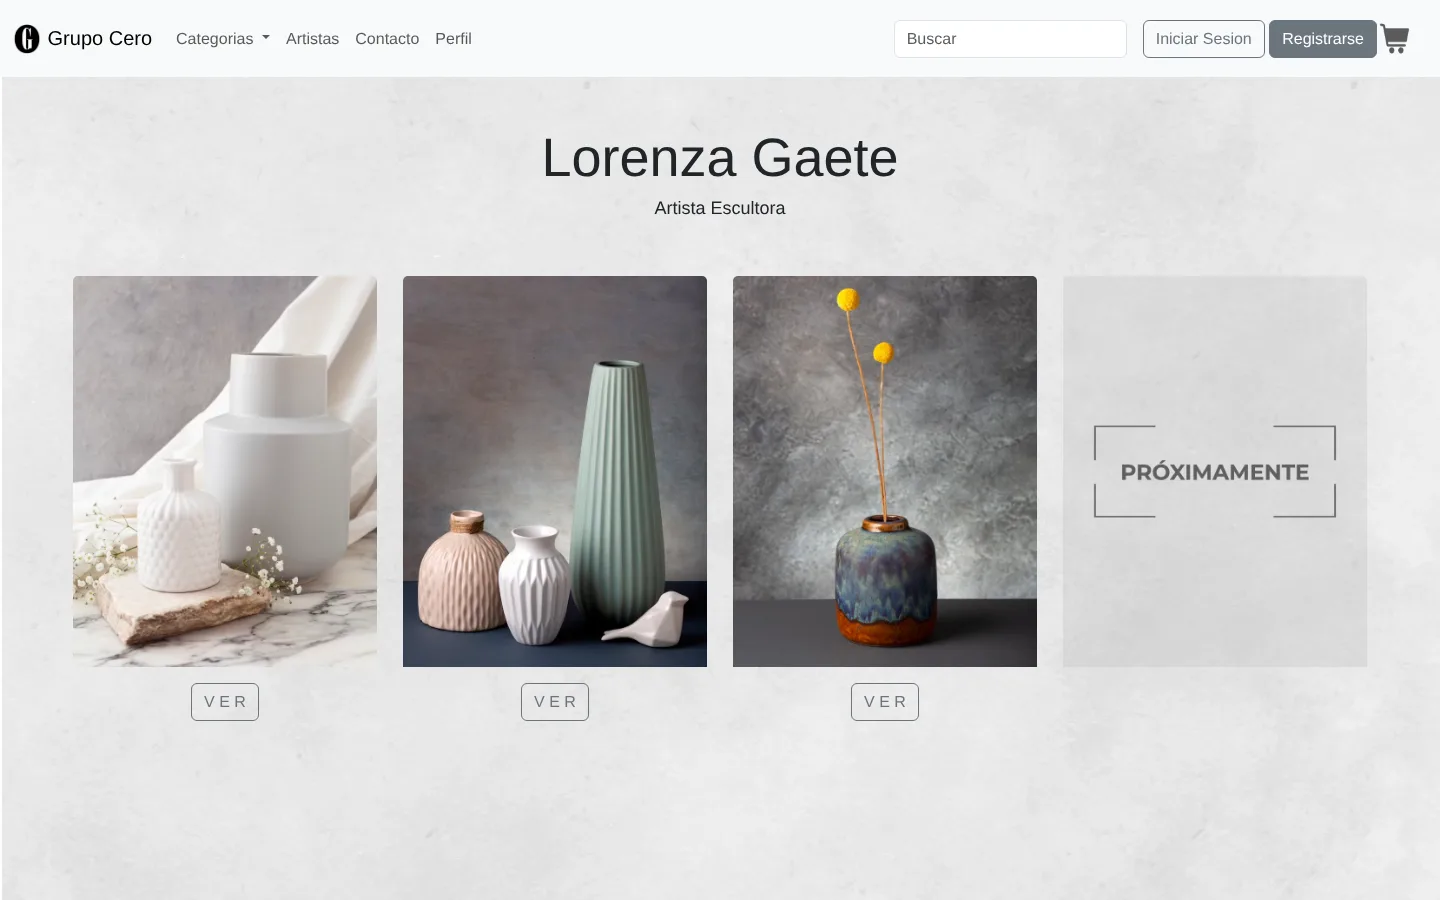 Grupo Cero
Categorias
Artistas
Contacto
Perfil
Buscar
Iniciar Sesion
Registrarse
Lorenza Gaete
Artista Escultora
PRÓXIMAMENTE
VER
VER
VER